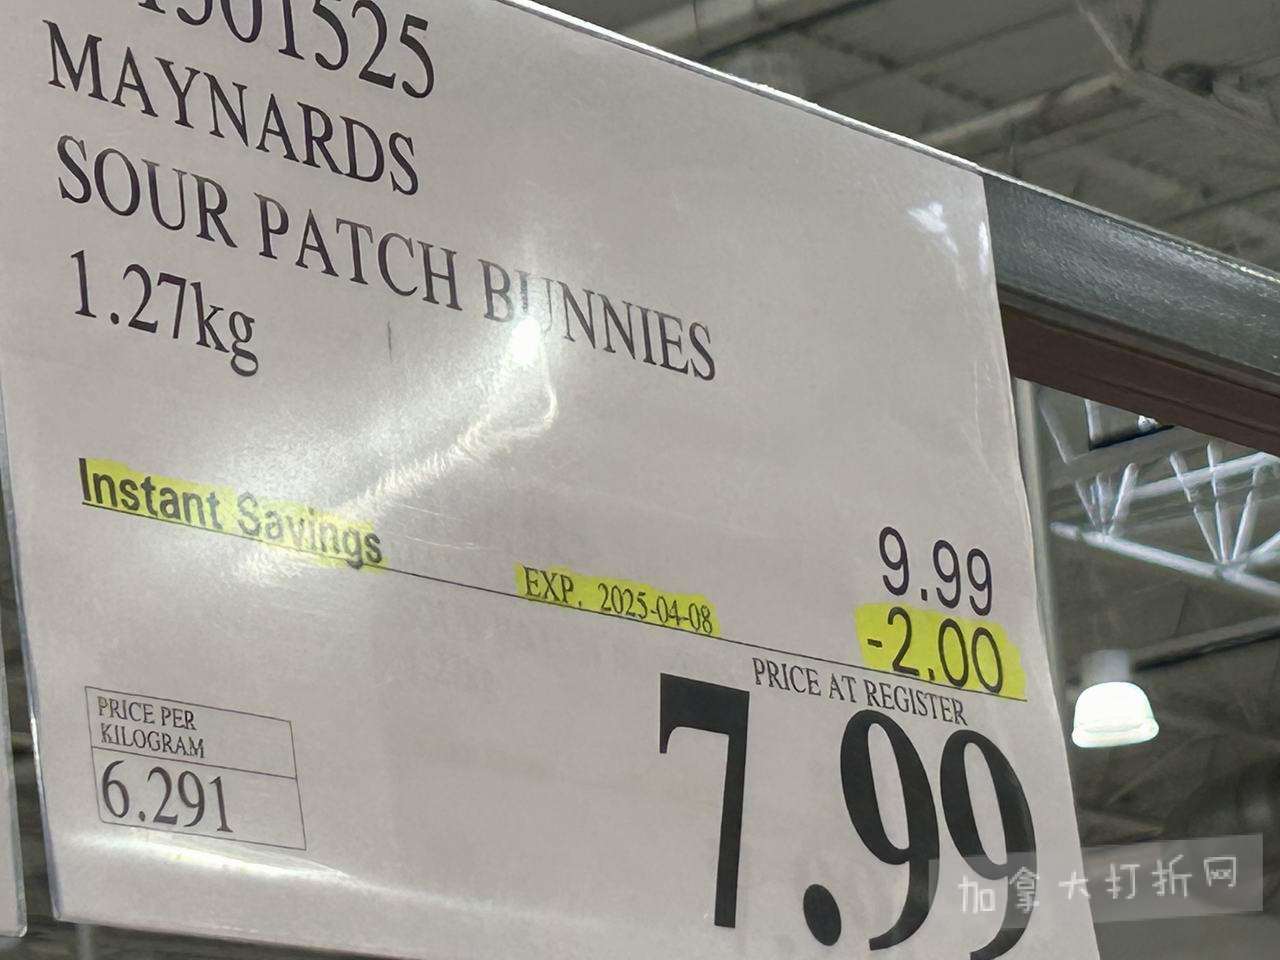 1501525
MAYNARDS
SOUR PATCH BUNNIES
1.27kg
Instant Savings
9.99
EXP. 2025-04-08
-2.00
PRICE AT REGISTER
7.99
PRICE PER
KILOGRAM
6.291
加拿大打折网